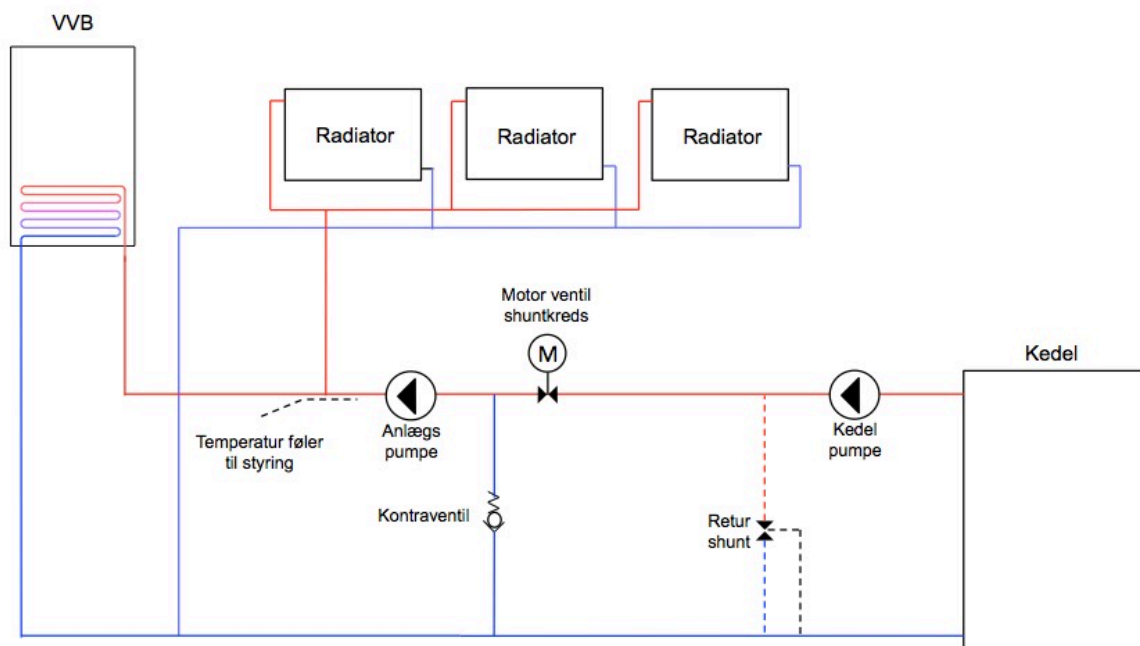 VVB
Radiator
Radiator
Radiator
Motor ventil
shuntkreds
M
Kedel
Temperatur føler
til styring
Anlægs
pumpe
Kedel
pumpe
Kontraventil
Retur
shunt